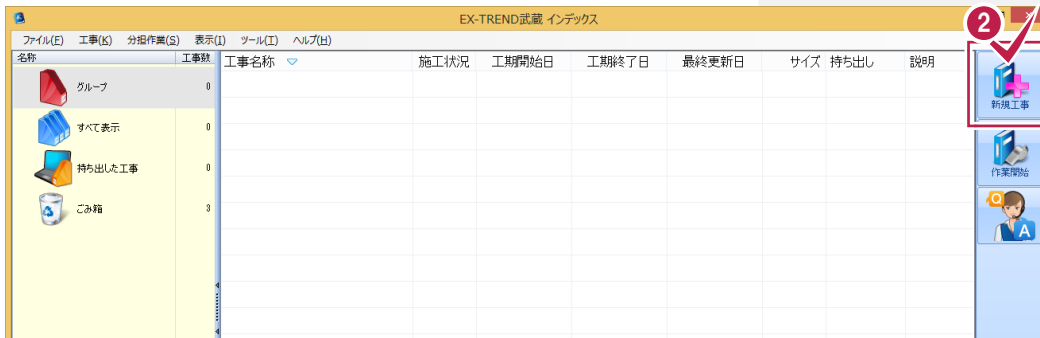 EX-TREND武蔵 インデックス
2
ファイル(F) 工事(K) 分担作業(S) 表示(I) ツール(T) ヘルプ(H)
名称 工事数 工事名称 施工状況 工期開始日 工期終了日 最終更新日 サイズ 持ち出し 説明
グループ 0
新規工事
すべて表示 0
持ち出した工事 0
作業開始
ごみ箱 3
Q
A